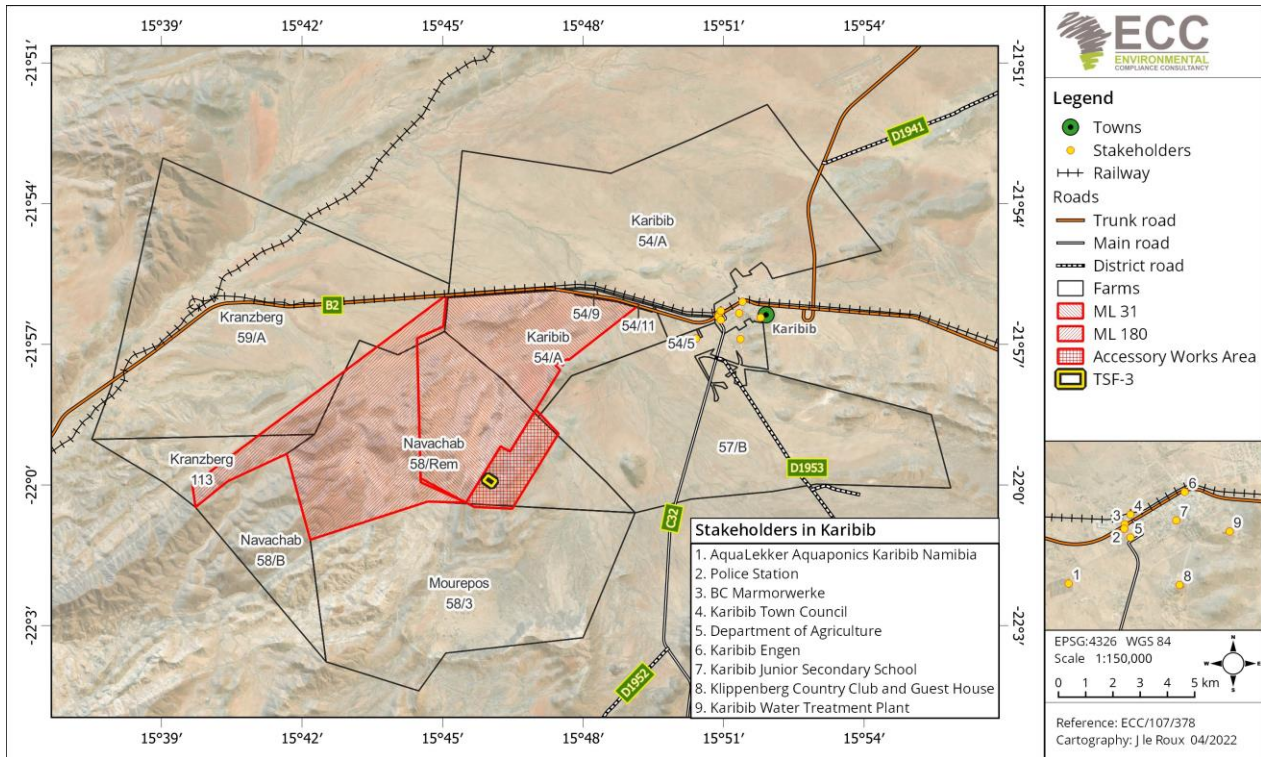 15°39' 15°42' 15°45' 15°48' 15°51' 15°54'
-21°51' -21°51'
D1941
-21°54' -21°54'
Karibib
54/A
B2
Kranzberg
59/A
54/9
54/11
Karibib
54/A
54/5
Karibib
-21°57' -21°57'
Navachab
58/Rem
57/B
Kranzberg
113
D1953
-22°0' -22°0'
C32
Navachab
58/B
Mourepos
58/3
-22°3' -22°3'
D1952
Stakeholders in Karibib
1. AquaLekker Aquaponics Karibib Namibia
2. Police Station
3. BC Marmorwerke
4. Karibib Town Council
5. Department of Agriculture
6. Karibib Engen
7. Karibib Junior Secondary School
8. Klippenberg Country Club and Guest House
9. Karibib Water Treatment Plant
15°39' 15°42' 15°45' 15°48' 15°51' 15°54'
ECC
ENVIRONMENTAL
COMPLIANCE CONSULTANCY
Legend
Towns
Stakeholders
Railway
Roads
Trunk road
Main road
District road
Farms
ML 31
ML 180
Accessory Works Area
TSF-3
6
3 4
7
2 5
9
1
8
EPSG:4326 WGS 84
Scale 1:150,000
N
W E
S
0 1 2 3 4 5 km
Reference: ECC/107/378
Cartography: J le Roux 04/2022